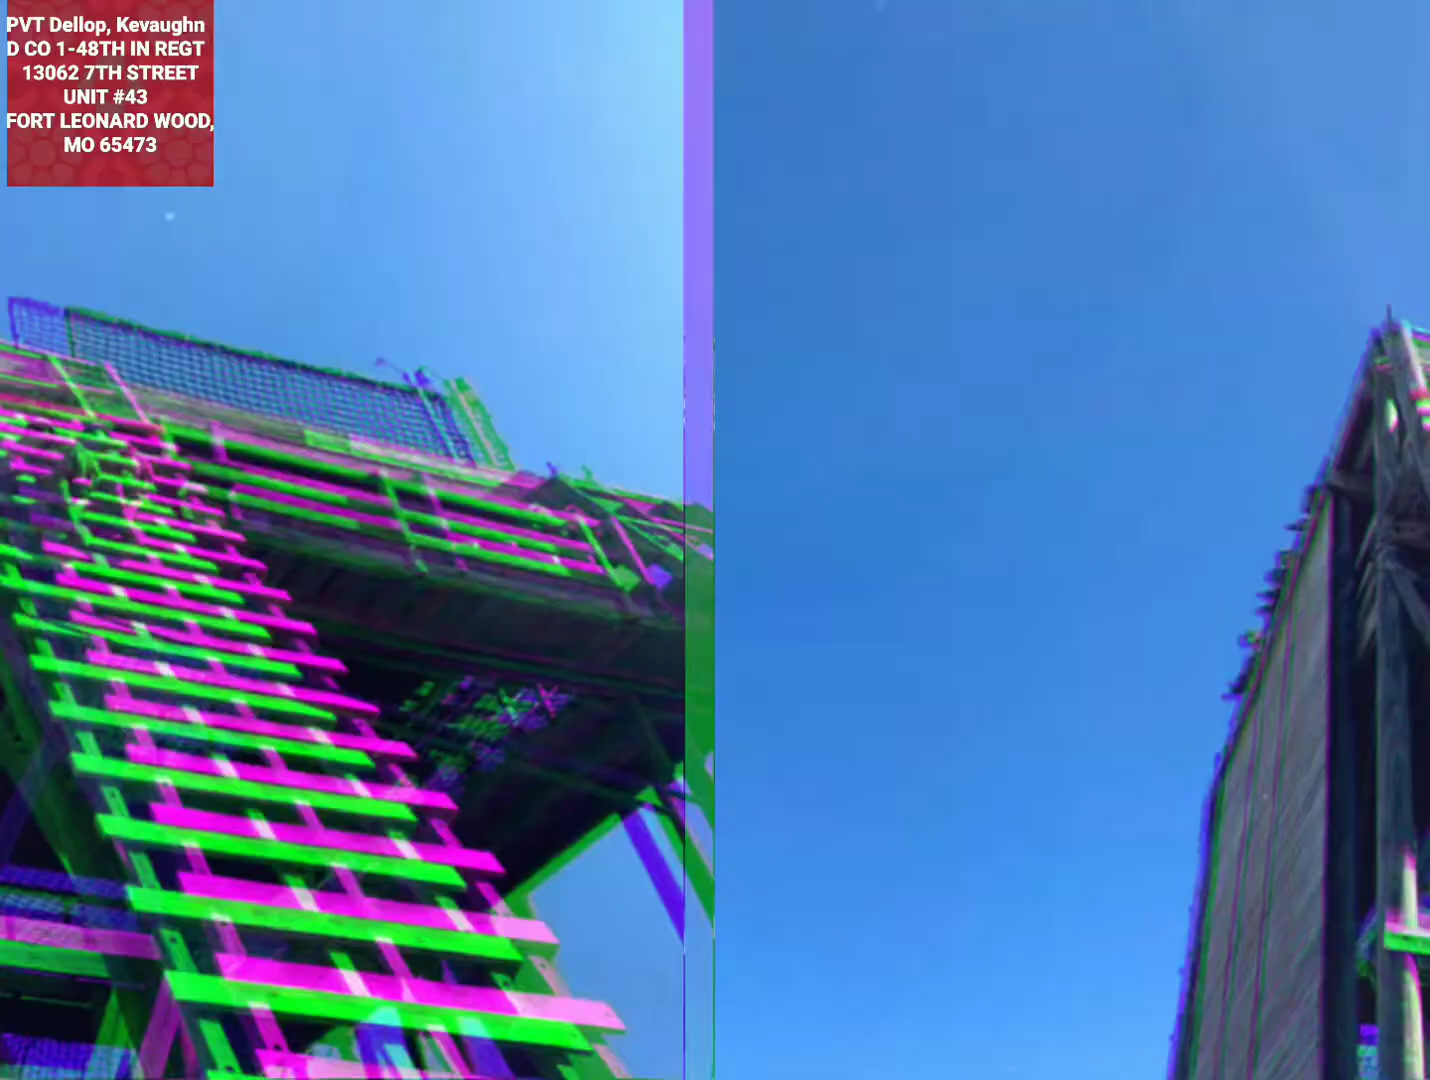 PVT Dellop, Kevaughn
D CO 1-48TH IN REGT
13062 7TH STREET
UNIT #43
FORT LEONARD WOOD,
MO 65473